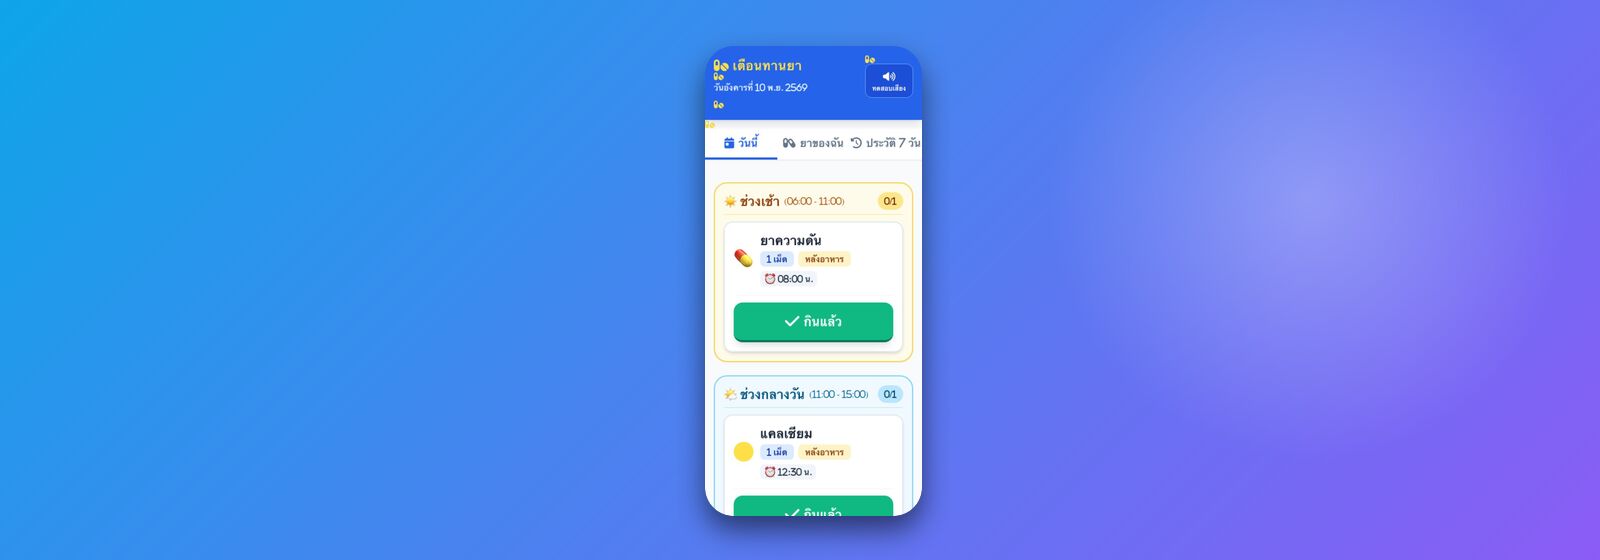 เตือนทานยา
วันอังคารที่ 10 พ.ย. 2569
ทดสอบเสียง
วันนี้
ยาของฉัน
ประวัติ 7 วัน
ช่วงเช้า (06:00 - 11:00) 0/1
ยาความดัน
1 เม็ด หลังอาหาร
08:00 น.
กินแล้ว
ช่วงกลางวัน (11:00 - 15:00) 0/1
แคลเซียม
1 เม็ด หลังอาหาร
12:30 น.
กินแล้ว